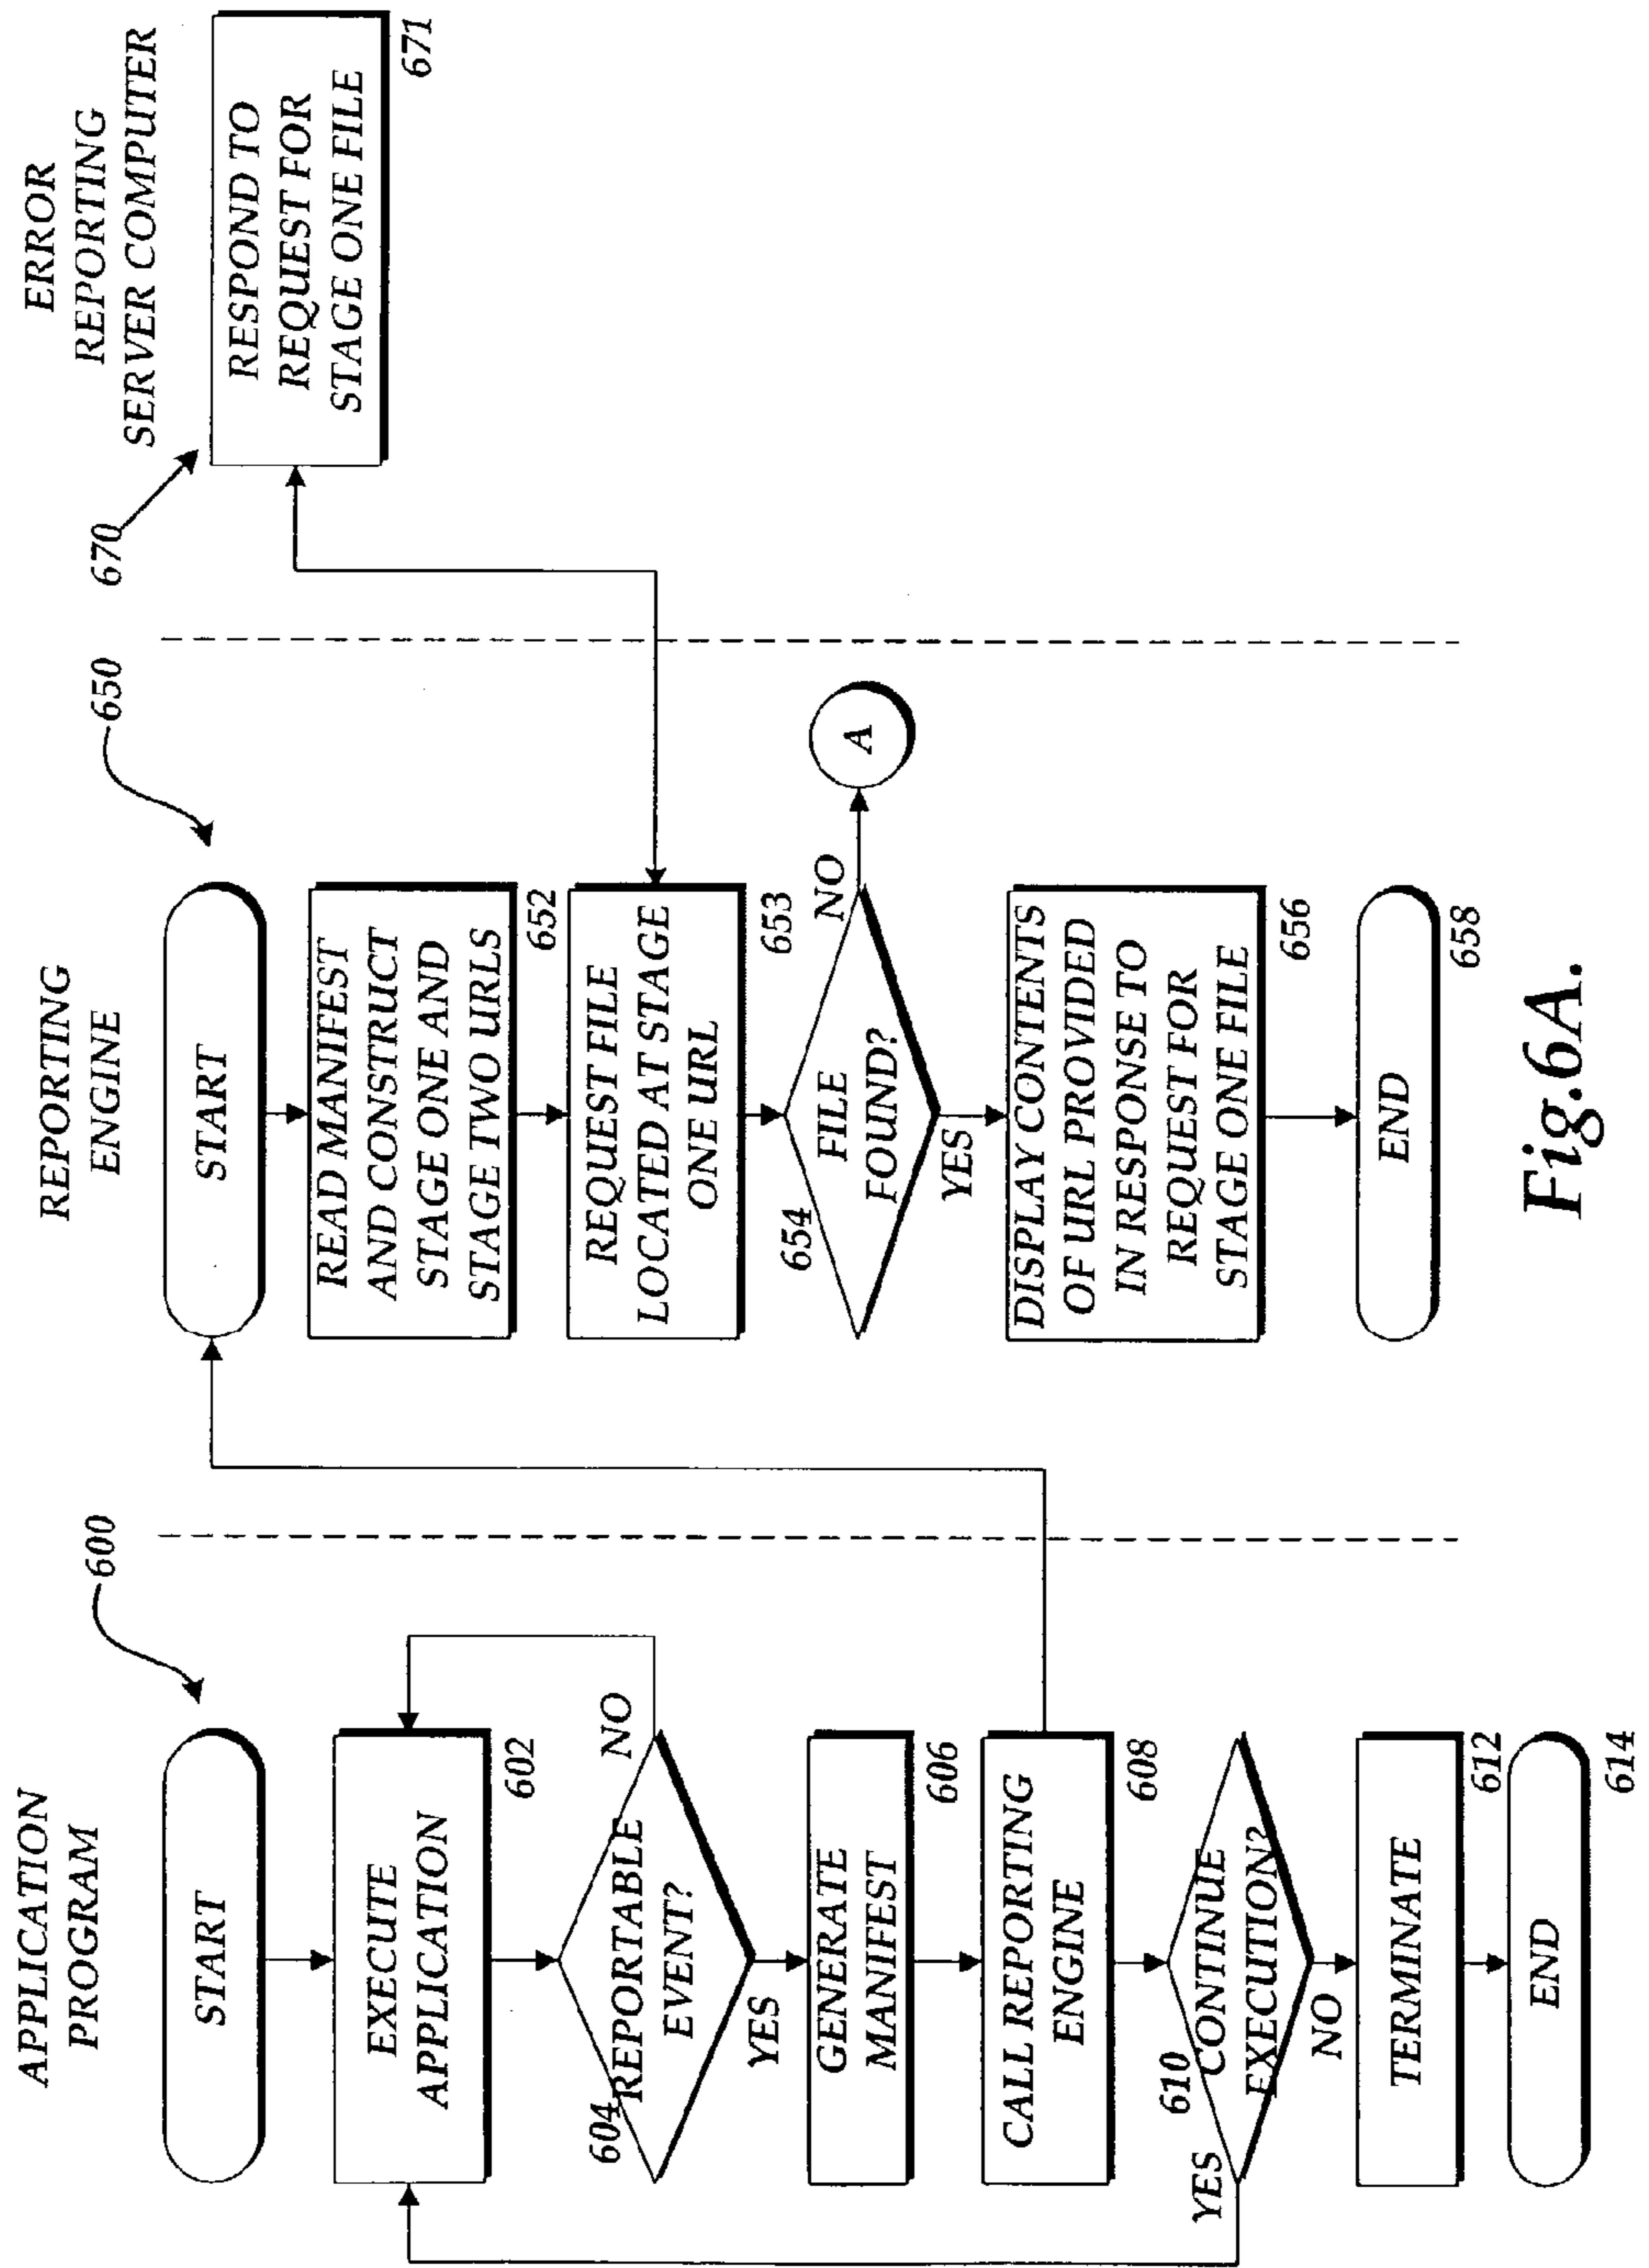 APPLICATION
PROGRAM
600
START
EXECUTE
APPLICATION
602
604
REPORTABLE
EVENT?
NO
YES
GENERATE
MANIFEST
606
CALL REPORTING
ENGINE
608
610
CONTINUE
EXECUTION?
YES
NO
TERMINATE
612
END
614
REPORTING
ENGINE
650
START
READ MANIFEST
AND CONSTRUCT
STAGE ONE AND
STAGE TWO URLS
652
REQUEST FILE
LOCATED AT STAGE
ONE URL
653
654
FILE
FOUND?
NO
A
YES
DISPLAY CONTENTS
OF URL PROVIDED
IN RESPONSE TO
REQUEST FOR
STAGE ONE FILE
656
END
658
ERROR
REPORTING
SERVER COMPUTER
670
RESPOND TO
REQUEST FOR
STAGE ONE FILE
671
Fig.6A.